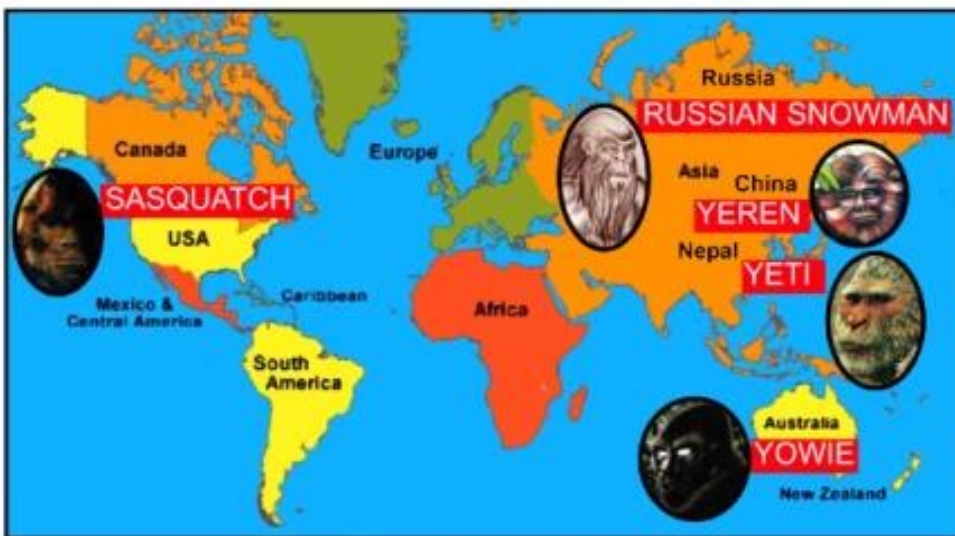 Russia
RUSSIAN SNOWMAN
Canada
Europe
Asia
China
SASQUATCH
YEREN
USA
Nepal
YETI
Mexico &
Central America
Caribbean
Africa
South
America
Australia
YOWIE
New Zealand